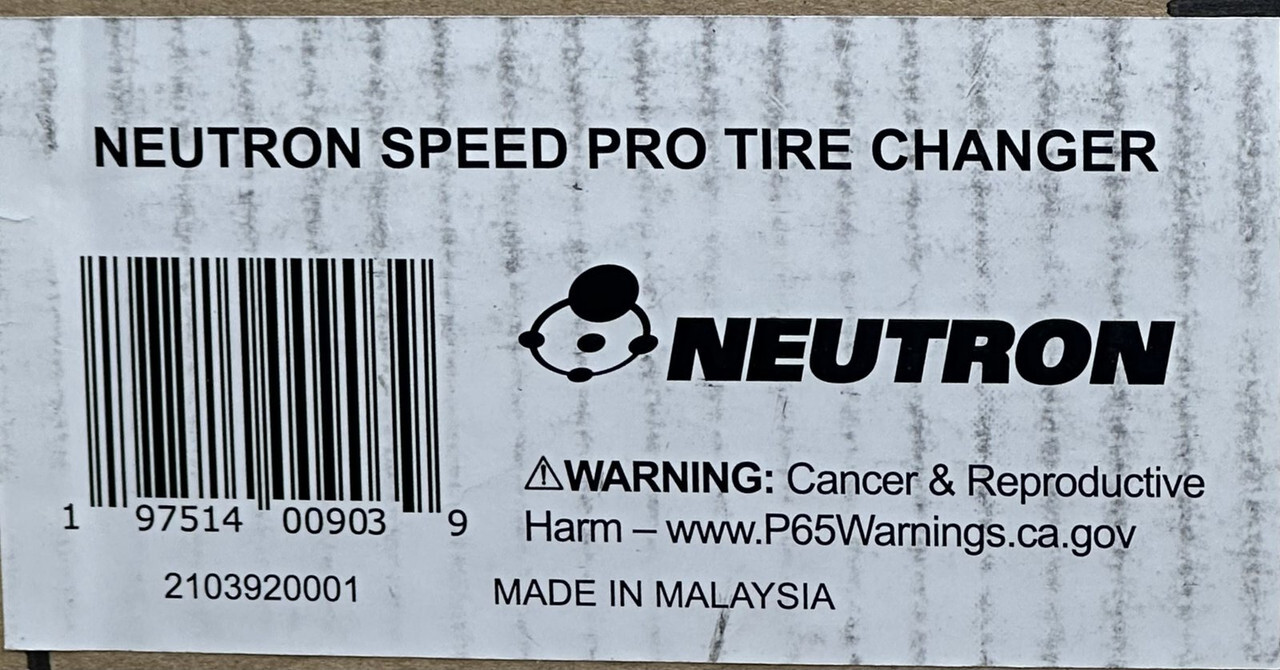 NEUTRON SPEED PRO TIRE CHANGER
NEUTRON
⚠WARNING: Cancer & Reproductive
Harm – www.P65Warnings.ca.gov
1 97514 00903 9
2103920001
MADE IN MALAYSIA